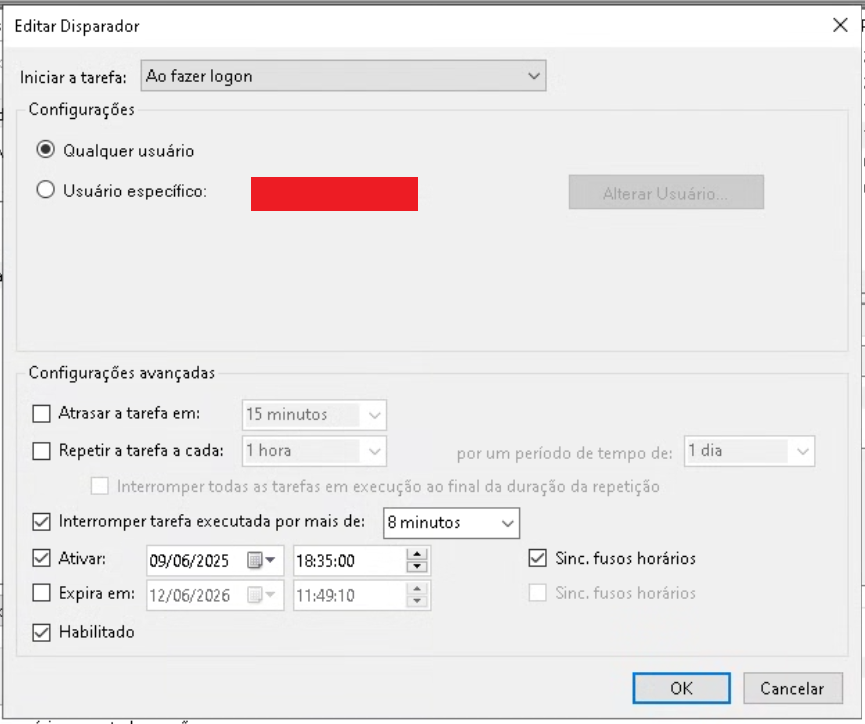 Editar Disparador
Iniciar a tarefa: Ao fazer logon
Configurações
Qualquer usuário
Usuário específico: Alterar Usuário...
Configurações avançadas
Atrasar a tarefa em: 15 minutos
Repetir a tarefa a cada: 1 hora por um período de tempo de: 1 dia
Interromper todas as tarefas em execução ao final da duração da repetição
Interromper tarefa executada por mais de: 8 minutos
Ativar: 09/06/2025 18:35:00 Sinc. fusos horários
Expira em: 12/06/2026 11:49:10 Sinc. fusos horários
Habilitado
OK Cancelar